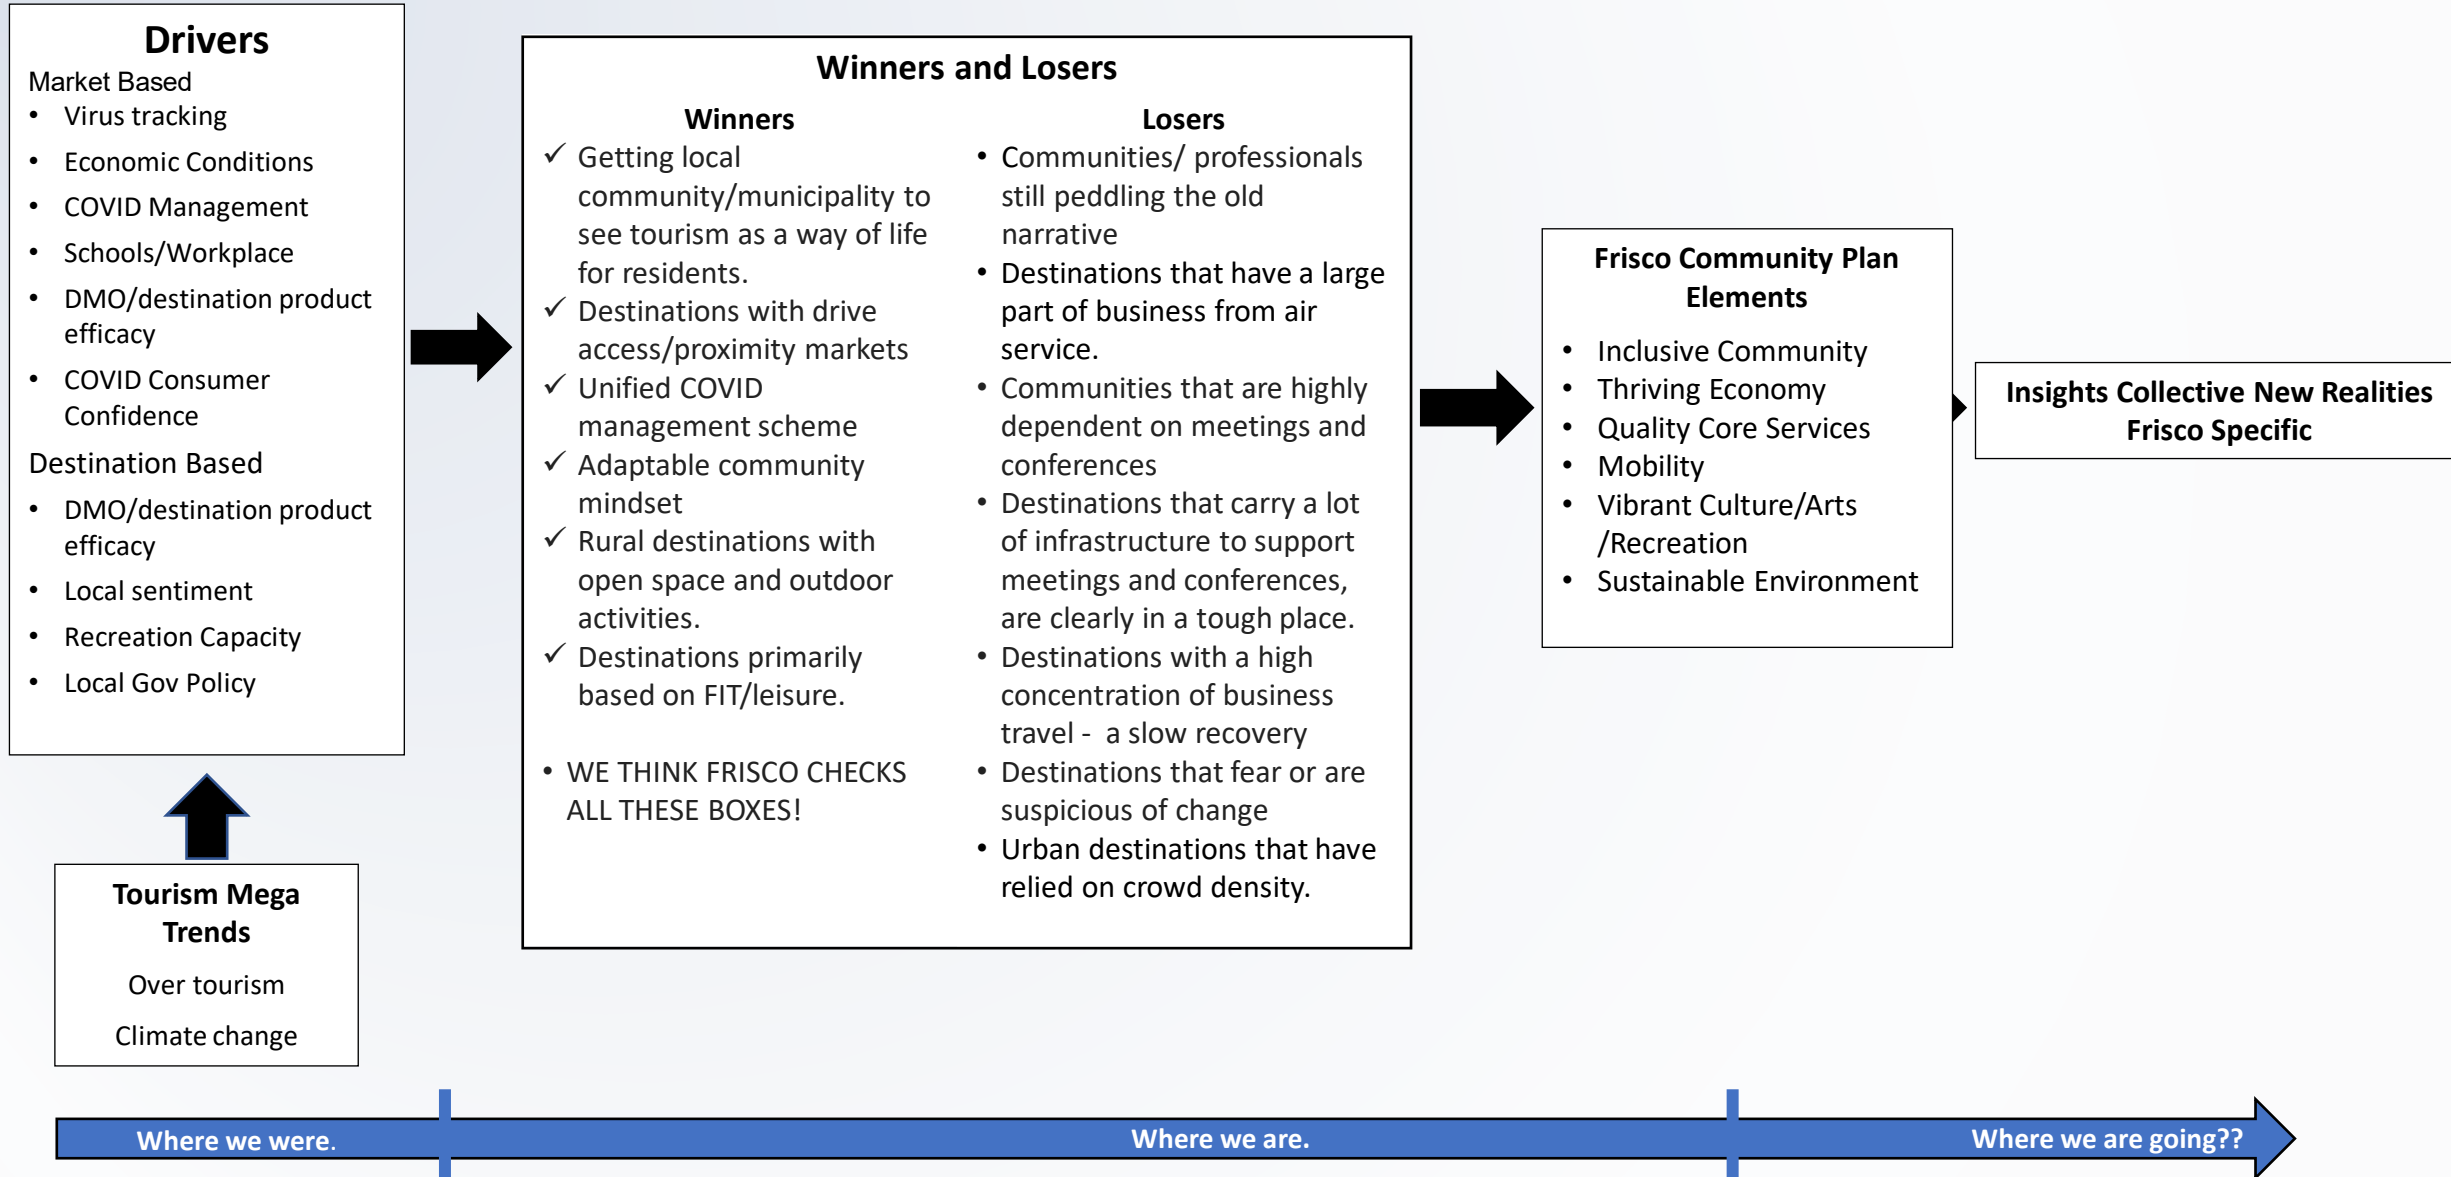 Drivers
Market Based
• Virus tracking
• Economic Conditions
• COVID Management
• Schools/Workplace
• DMO/destination product
efficacy
• COVID Consumer
Confidence
Destination Based
• DMO/destination product
efficacy
• Local sentiment
• Recreation Capacity
• Local Gov Policy
Tourism Mega
Trends
Over tourism
Climate change
Winners and Losers
Winners
✓ Getting local
community/municipality to
see tourism as a way of life
for residents.
✓ Destinations with drive
access/proximity markets
✓ Unified COVID
management scheme
✓ Adaptable community
mindset
✓ Rural destinations with
open space and outdoor
activities.
✓ Destinations primarily
based on FIT/leisure.
• WE THINK FRISCO CHECKS
ALL THESE BOXES!
Losers
• Communities/ professionals
still peddling the old
narrative
• Destinations that have a large
part of business from air
service.
• Communities that are highly
dependent on meetings and
conferences
• Destinations that carry a lot
of infrastructure to support
meetings and conferences,
are clearly in a tough place.
• Destinations with a high
concentration of business
travel - a slow recovery
• Destinations that fear or are
suspicious of change
• Urban destinations that have
relied on crowd density.
Frisco Community Plan
Elements
• Inclusive Community
• Thriving Economy
• Quality Core Services
• Mobility
• Vibrant Culture/Arts
/Recreation
• Sustainable Environment
Insights Collective New Realities
Frisco Specific
Where we were.
Where we are.
Where we are going??